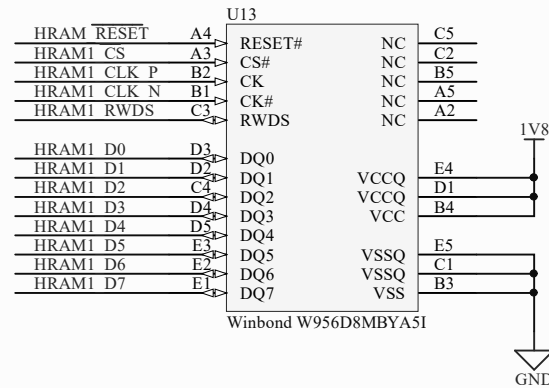 U13
HRAM RESET A4 RESET# NC C5
HRAM1 CS A3 CS# NC C2
HRAM1 CLK P B2 CK NC B5
HRAM1 CLK N B1 CK# NC A5
HRAM1 RWDS C3 RWDS NC A2
1V8
HRAM1 D0 D3 DQ0
HRAM1 D1 D2 DQ1 VCCQ E4
HRAM1 D2 C4 DQ2 VCCQ D1
HRAM1 D3 D4 DQ3 VCC B4
HRAM1 D4 D5 DQ4
HRAM1 D5 E3 DQ5 VSSQ E5
HRAM1 D6 E2 DQ6 VSSQ C1
HRAM1 D7 E1 DQ7 VSS B3
Winbond W956D8MBYA5I
GND